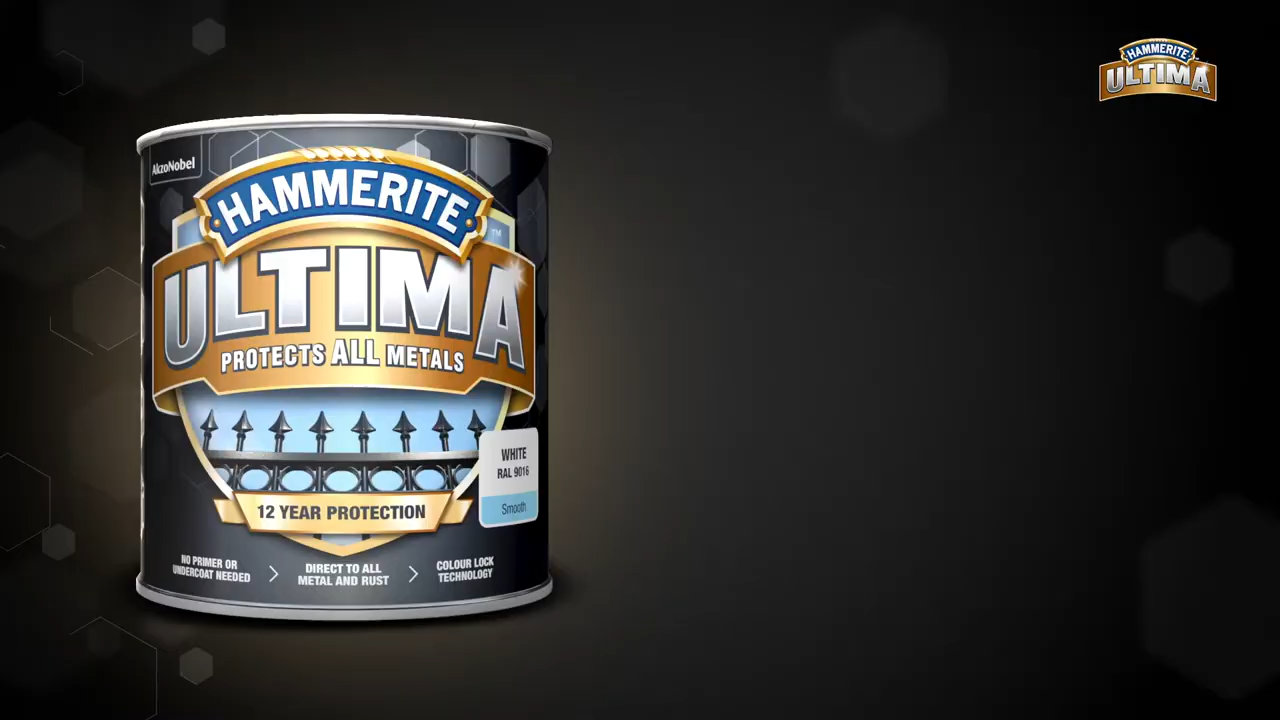 AkzoNobel
HAMMERITE
ULTIMA
™
PROTECTS ALL METALS
WHITE
RAL 9016
Smooth
12 YEAR PROTECTION
NO PRIMER OR
UNDERCOAT NEEDED
DIRECT TO ALL
METAL AND RUST
COLOUR LOCK
TECHNOLOGY
HAMMERITE
ULTIMA